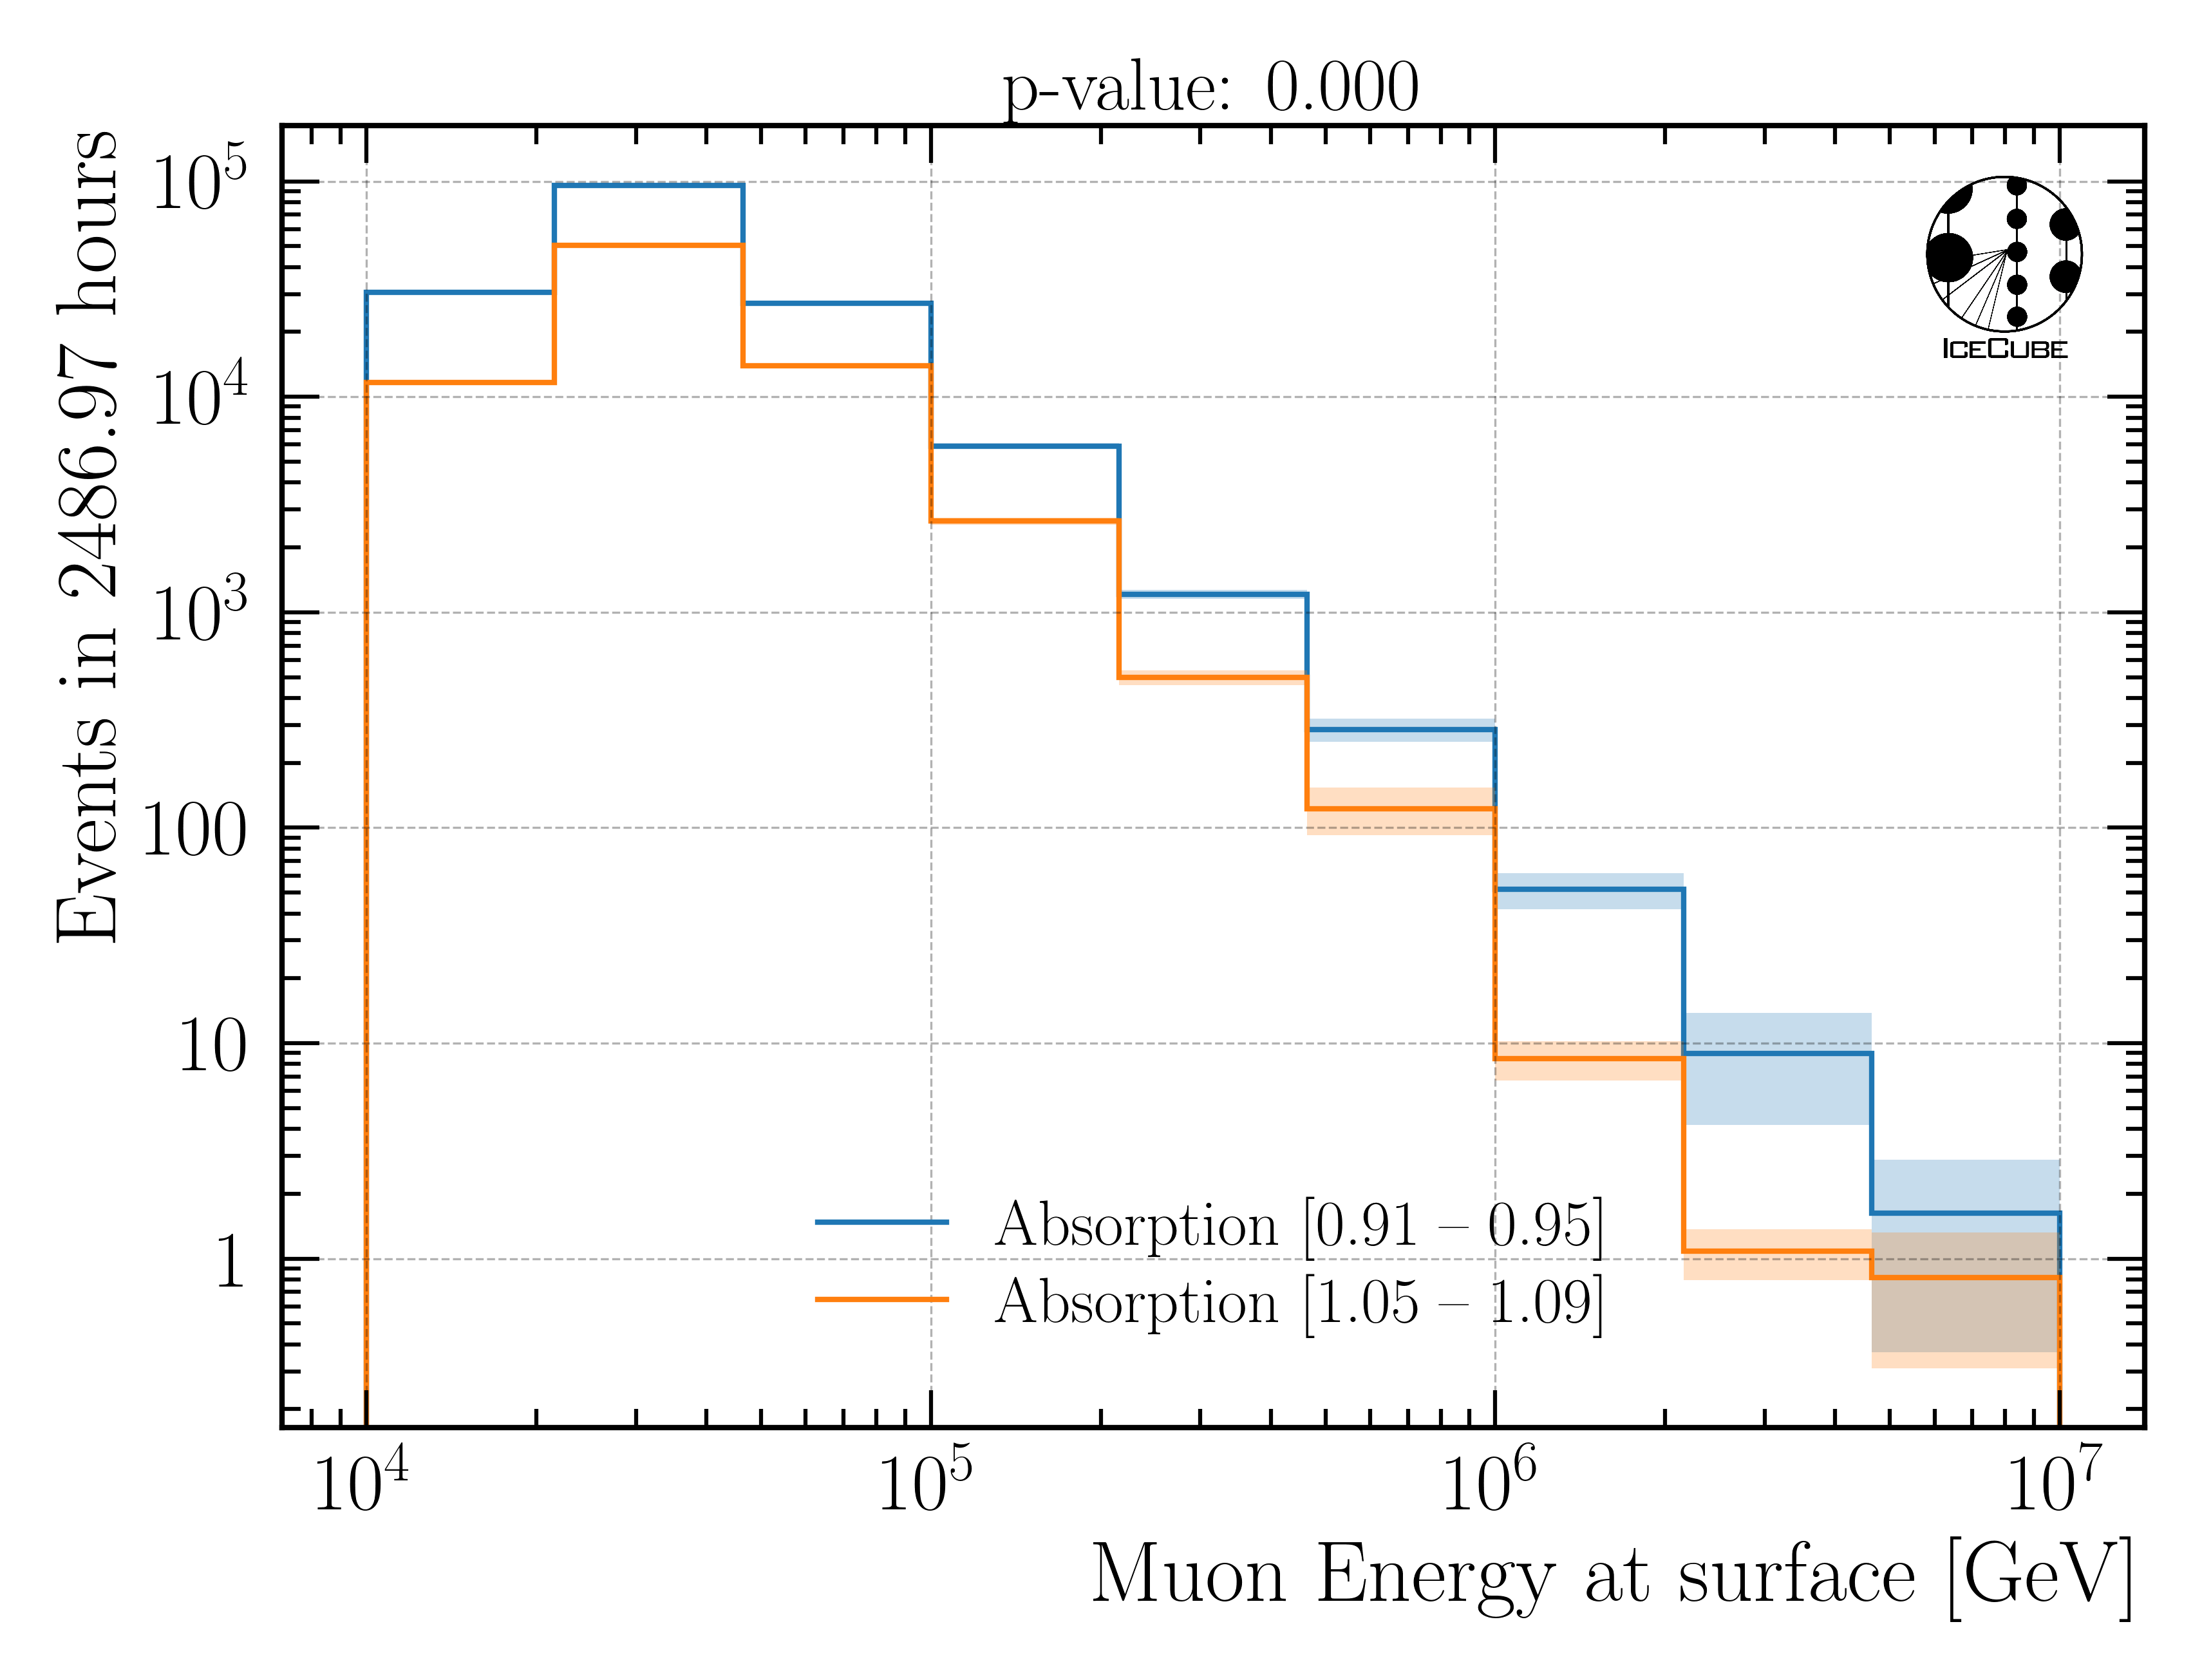 p-value: 0.000
Events in 2486.97 hours
10^5
10^4
10^3
100
10
1
ICECUBE
Absorption [0.91 – 0.95]
Absorption [1.05 – 1.09]
10^4 10^5 10^6 10^7
Muon Energy at surface [GeV]